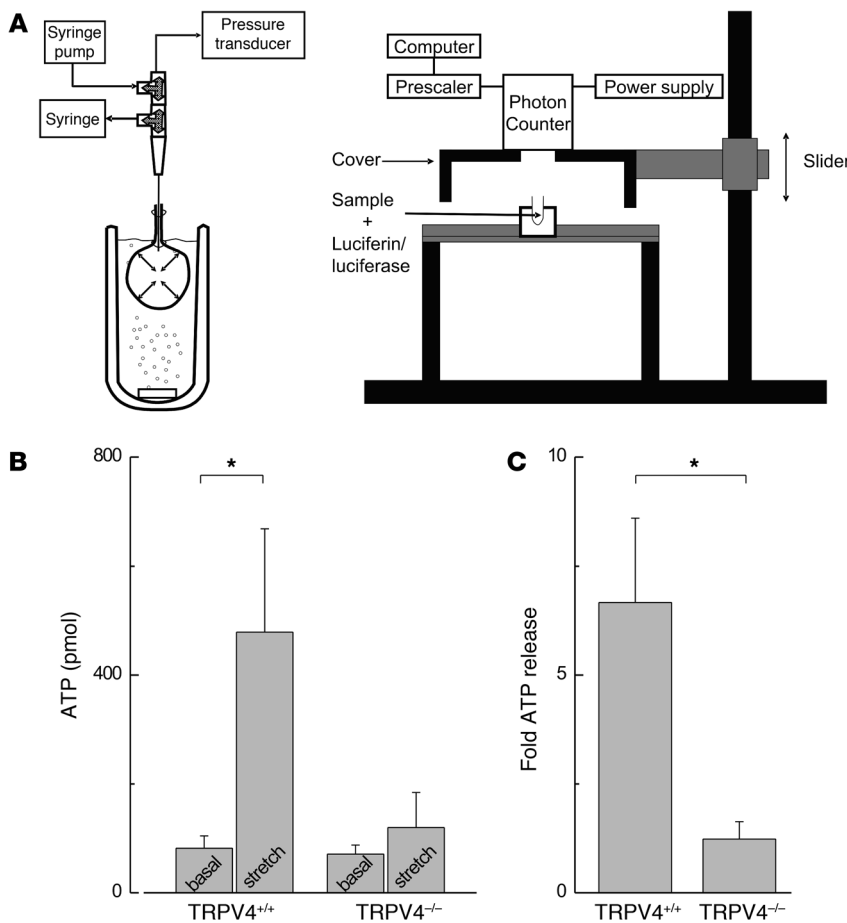 A
Syringe
pump
Pressure
transducer
Syringe
Computer
Prescaler
Photon
Counter
Power supply
Cover
Slider
Sample
+
Luciferin/
luciferase
B
800
400
0
ATP (pmol)
*
basal
stretch
basal
stretch
TRPV4+/+
TRPV4–/–
C
10
5
0
Fold ATP release
*
TRPV4+/+
TRPV4–/–